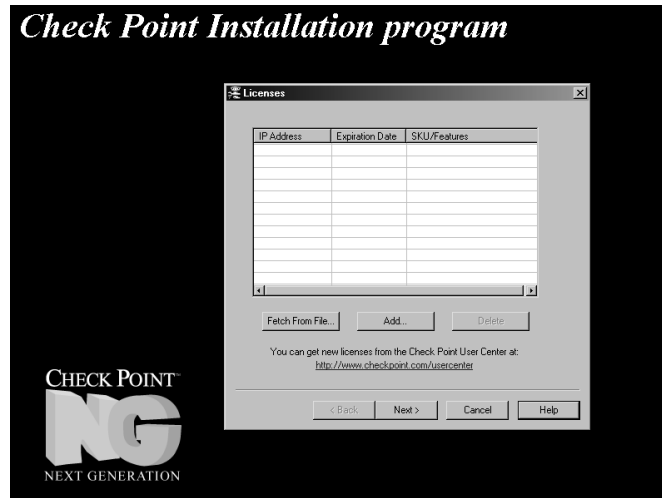 Check Point Installation program
Licenses
IP Address Expiration Date SKU/Features
Fetch From File... Add... Delete
You can get new licenses from the Check Point User Center at:
http://www.checkpoint.com/usercenter
< Back Next > Cancel Help
CHECK POINT™
NG
NEXT GENERATION